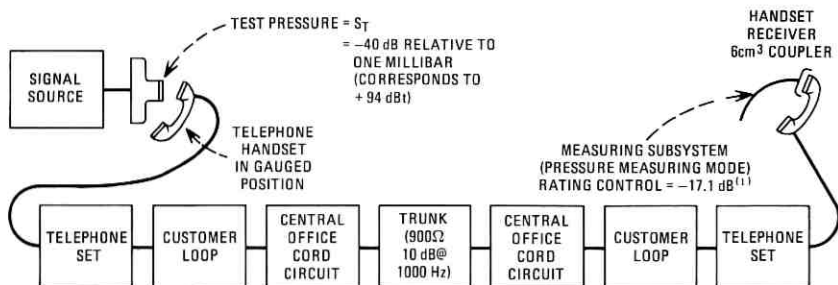 SIGNAL
SOURCE
TEST PRESSURE = S_T
= −40 dB RELATIVE TO
ONE MILLIBAR
(CORRESPONDS TO
+ 94 dBt)
TELEPHONE
HANDSET
IN GAUGED
POSITION
HANDSET
RECEIVER
6cm³ COUPLER
MEASURING SUBSYSTEM
(PRESSURE MEASURING MODE)
RATING CONTROL = −17.1 dB⁽¹⁾
TELEPHONE
SET
CUSTOMER
LOOP
CENTRAL
OFFICE
CORD
CIRCUIT
TRUNK
(900Ω
10 dB@
1000 Hz)
CENTRAL
OFFICE
CORD
CIRCUIT
CUSTOMER
LOOP
TELEPHONE
SET